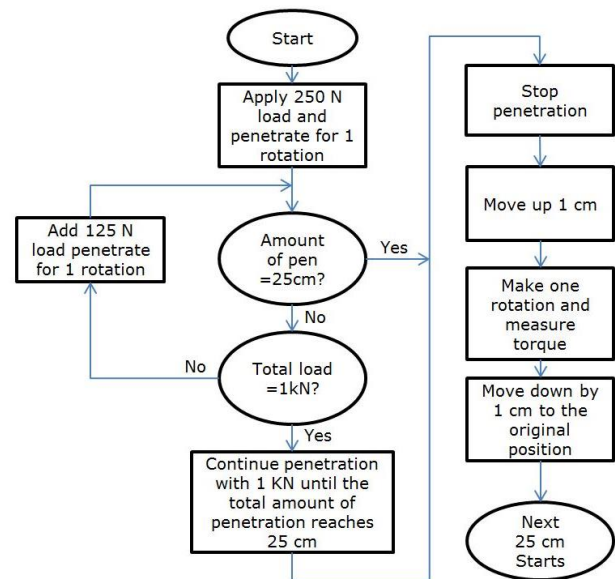 Start
Apply 250 N
load and
penetrate for 1
rotation
Add 125 N
load penetrate
for 1 rotation
Amount
of pen
=25cm?
Yes
No
Total load
=1kN?
No
Yes
Continue penetration
with 1 KN until the
total amount of
penetration reaches
25 cm
Stop
penetration
Move up 1 cm
Make one
rotation and
measure
torque
Move down by
1 cm to the
original
position
Next
25 cm
Starts